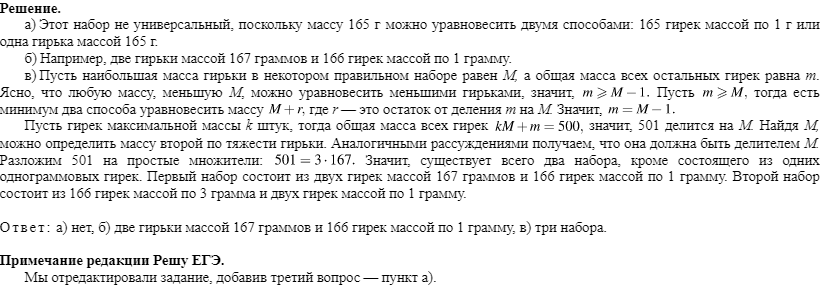 Решение.
а) Этот набор не универсальный, поскольку массу 165 г можно уравновесить двумя способами: 165 гирек массой по 1 г или
одна гирька массой 165 г.
б) Например, две гирьки массой 167 граммов и 166 гирек массой по 1 грамму.
в) Пусть наибольшая масса гирьки в некотором правильном наборе равен M, а общая масса всех остальных гирек равна m.
Ясно, что любую массу, меньшую M, можно уравновесить меньшими гирьками, значит, m ⩾ M − 1. Пусть m ⩾ M, тогда есть
минимум два способа уравновесить массу M + r, где r — это остаток от деления m на M. Значит, m = M − 1.
Пусть гирек максимальной массы k штук, тогда общая масса всех гирек kM + m = 500, значит, 501 делится на M. Найдя M,
можно определить массу второй по тяжести гирьки. Аналогичными рассуждениями получаем, что она должна быть делителем M.
Разложим 501 на простые множители: 501 = 3 · 167. Значит, существует всего два набора, кроме состоящего из одних
однограммовых гирек. Первый набор состоит из двух гирек массой 167 граммов и 166 гирек массой по 1 грамму. Второй набор
состоит из 166 гирек массой по 3 грамма и двух гирек массой по 1 грамму.
Ответ: а) нет, б) две гирьки массой 167 граммов и 166 гирек массой по 1 грамму, в) три набора.
Примечание редакции Решу ЕГЭ.
Мы отредактировали задание, добавив третий вопрос — пункт а).